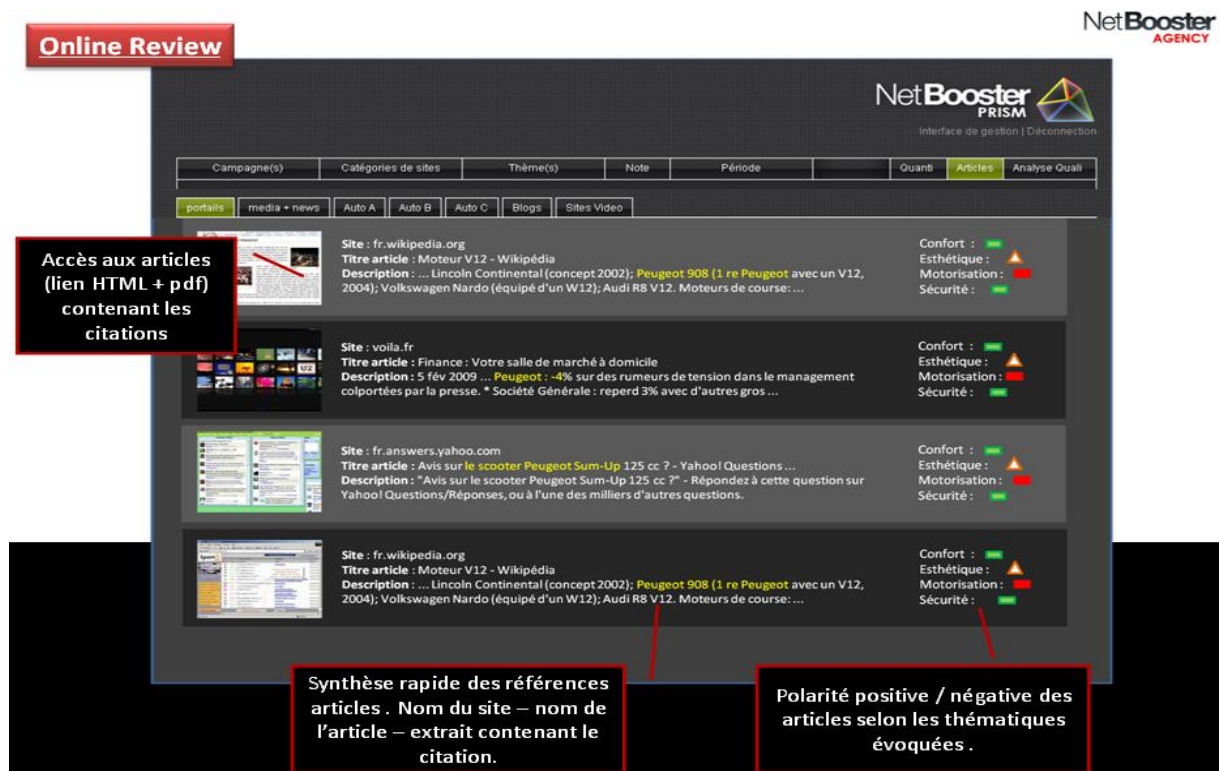 NetBooster
AGENCY
Online Review
NetBooster
PRISM
Interface de gestion | Déconnection
Campagne(s) Catégories de sites Thème(s) Note Période Quanti Articles Analyse Quali
portails media + news Auto A Auto B Auto C Blogs Sites Video
Accès aux articles
(lien HTML + pdf)
contenant les
citations
Site : fr.wikipedia.org
Titre article : Moteur V12 - Wikipédia
Description : ... Lincoln Continental (concept 2002); Peugeot 908 (1 re Peugeot avec un V12,
2004); Volkswagen Nardo (équipé d'un W12); Audi R8 V12. Moteurs de course: ...
Confort :
Esthétique :
Motorisation :
Sécurité :
Site : voila.fr
Titre article : Finance : Votre salle de marché à domicile
Description : 5 fév 2009 ... Peugeot : -4% sur des rumeurs de tension dans le management
colportées par la presse. * Société Générale : reperd 3% avec d'autres gros ...
Confort :
Esthétique :
Motorisation :
Sécurité :
Site : fr.answers.yahoo.com
Titre article : Avis sur le scooter Peugeot Sum-Up 125 cc ? - Yahoo! Questions ...
Description : "Avis sur le scooter Peugeot Sum-Up 125 cc ?" - Répondez à cette question sur
Yahoo! Questions/Réponses, ou à l'une des milliers d'autres questions.
Confort :
Esthétique :
Motorisation :
Sécurité :
Site : fr.wikipedia.org
Titre article : Moteur V12 - Wikipédia
Description : ... Lincoln Continental (concept 2002); Peugeot 908 (1 re Peugeot avec un V12,
2004); Volkswagen Nardo (équipé d'un W12); Audi R8 V12. Moteurs de course: ...
Confort :
Esthétique :
Motorisation :
Sécurité :
Synthèse rapide des références
articles . Nom du site – nom de
l'article – extrait contenant le
citation.
Polarité positive / négative des
articles selon les thématiques
évoquées .